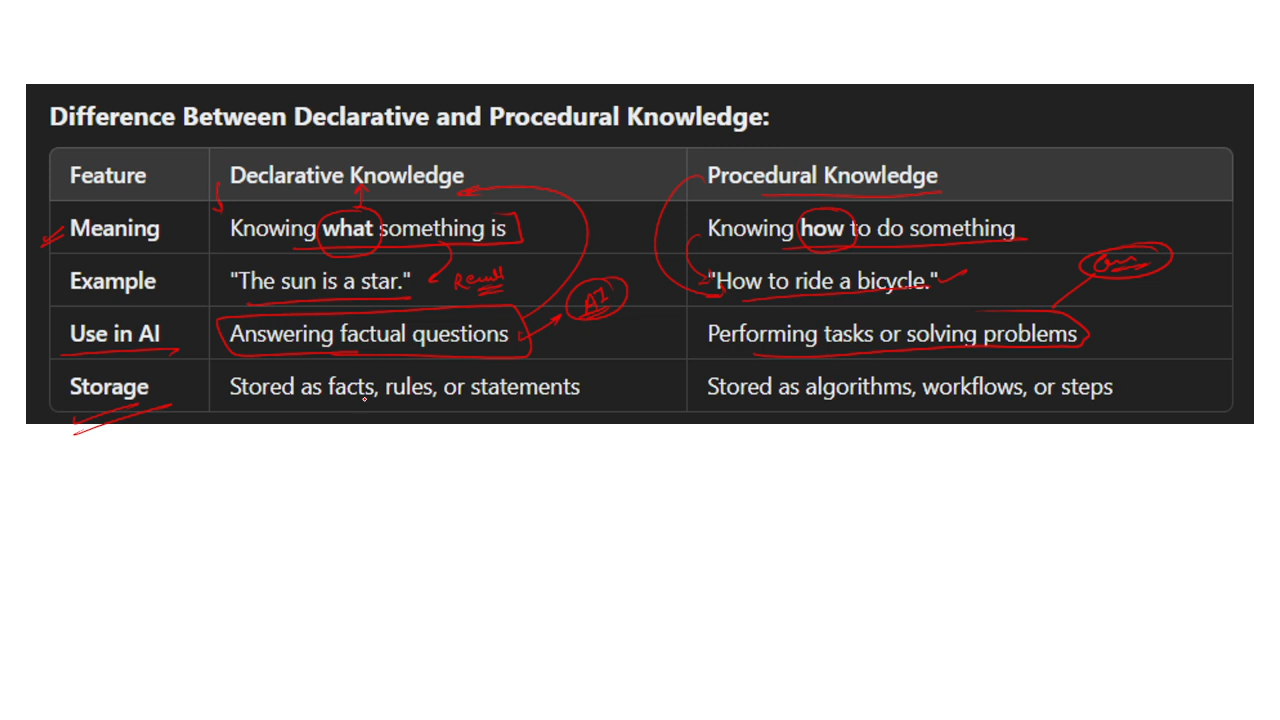 Difference Between Declarative and Procedural Knowledge:
Feature Declarative Knowledge Procedural Knowledge
Meaning Knowing what something is Knowing how to do something
Example "The sun is a star." Result "How to ride a bicycle."
AI
Use in AI Answering factual questions Performing tasks or solving problems
Storage Stored as facts, rules, or statements Stored as algorithms, workflows, or steps